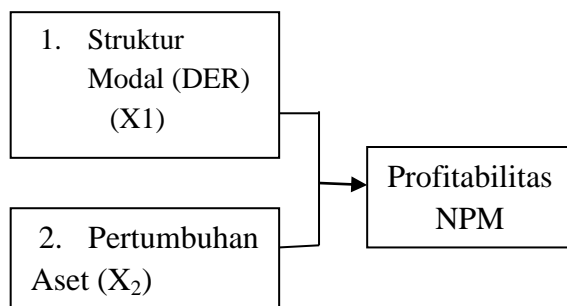 1. Struktur
Modal (DER)
(X1)
Profitabilitas
NPM
2. Pertumbuhan
Aset (X₂)